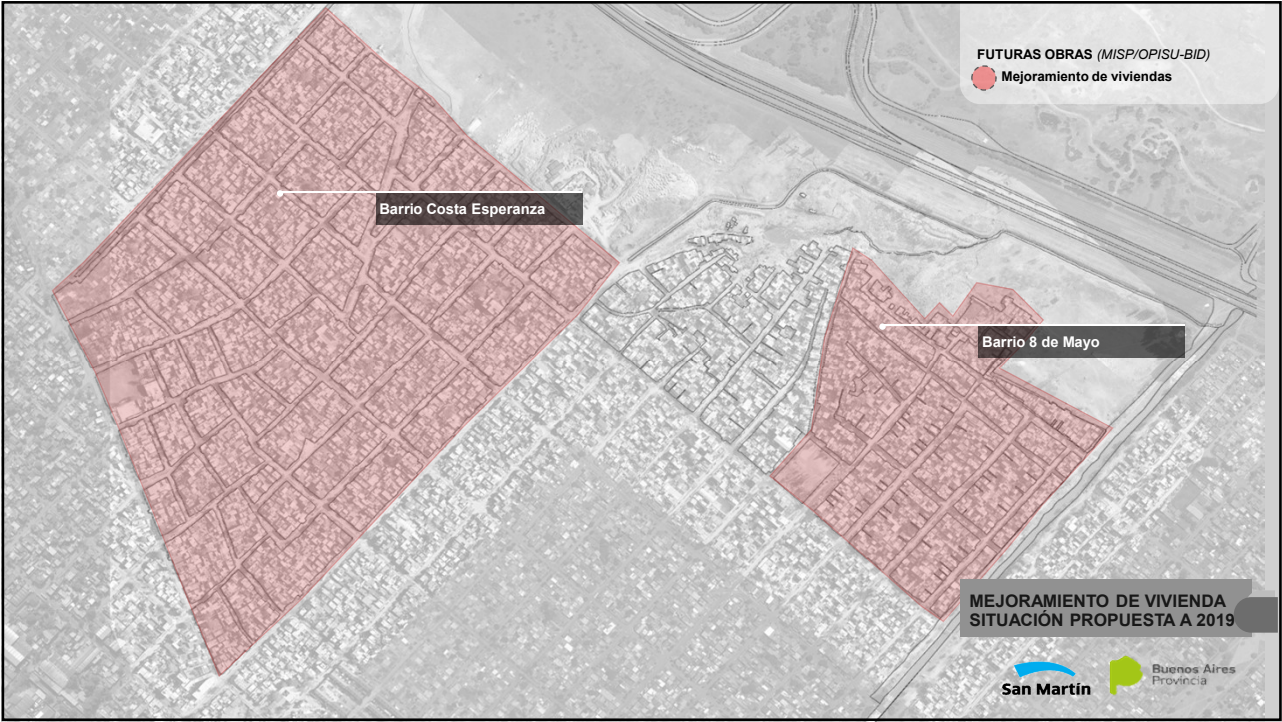 FUTURAS OBRAS (MISP/OPISU-BID)
Mejoramiento de viviendas
Barrio Costa Esperanza
Barrio 8 de Mayo
MEJORAMIENTO DE VIVIENDA
SITUACIÓN PROPUESTA A 2019
San Martín
Buenos Aires
Provincia